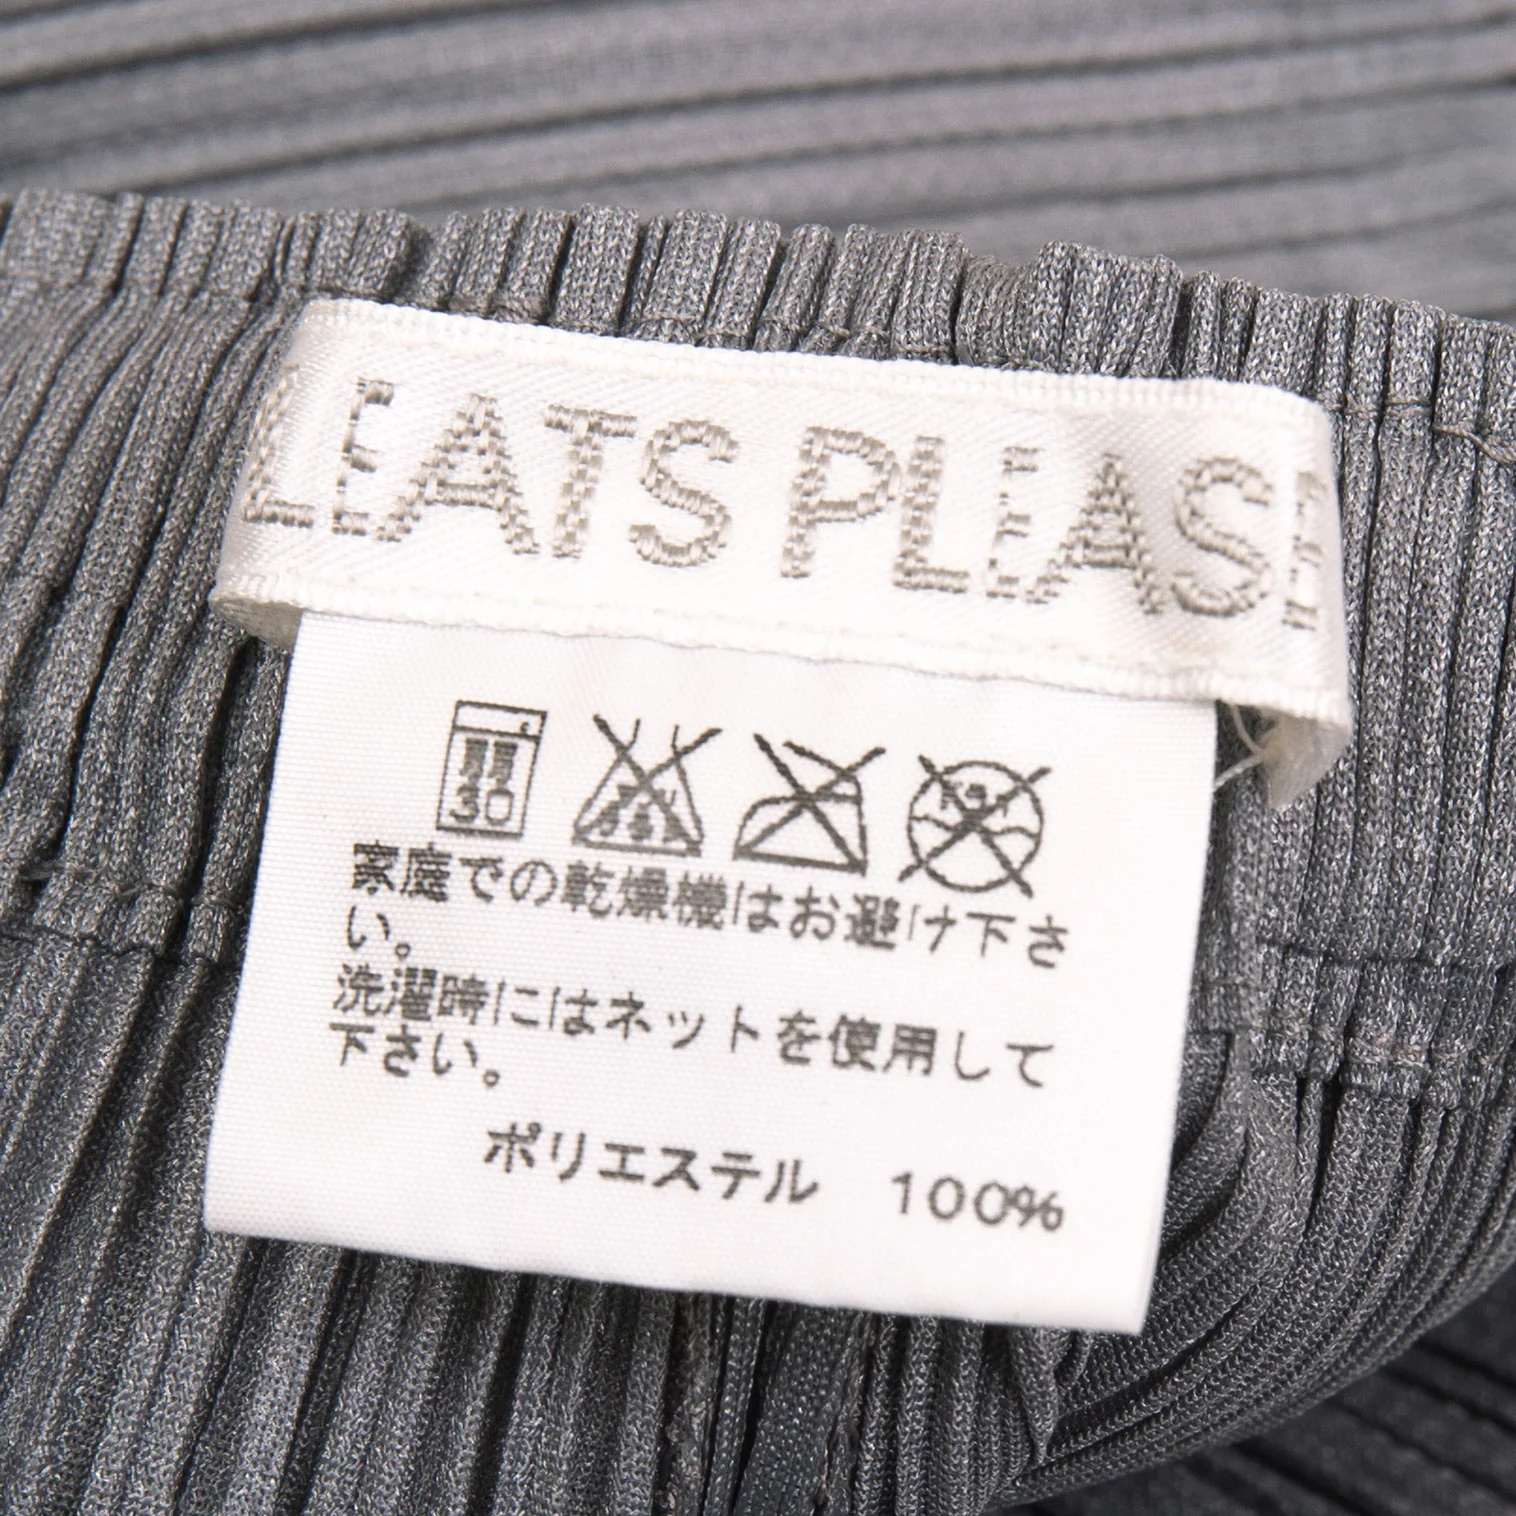 LEATS PLEASE
弱
30
家庭での乾燥機はお避け下さ
い。
洗濯時にはネットを使用して
下さい。
ポリエステル 100%